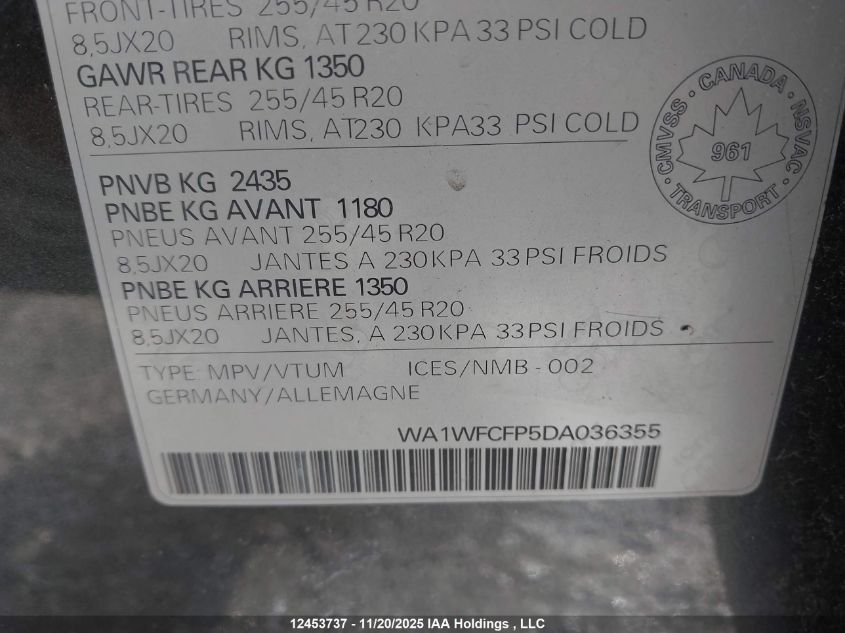 FRONT-TIRES 255/45 R20
8,5JX20 RIMS, AT 230 KPA 33 PSI COLD
GAWR REAR KG 1350
REAR-TIRES 255/45 R20
8,5JX20 RIMS, AT230 KPA33 PSI COLD
CMVSS · CANADA · NSVAC · TRANSPORT ·
961
PNVB KG 2435
PNBE KG AVANT 1180
PNEUS AVANT 255/45 R20
8,5JX20 JANTES A 230KPA 33PSI FROIDS
PNBE KG ARRIERE 1350
PNEUS ARRIERE 255/45 R20
8,5JX20 JANTES, A 230KPA 33PSI FROIDS
TYPE: MPV/VTUM ICES/NMB - 002
GERMANY/ALLEMAGNE
WA1WFCFP5DA036355
12453737 - 11/20/2025 IAA Holdings , LLC